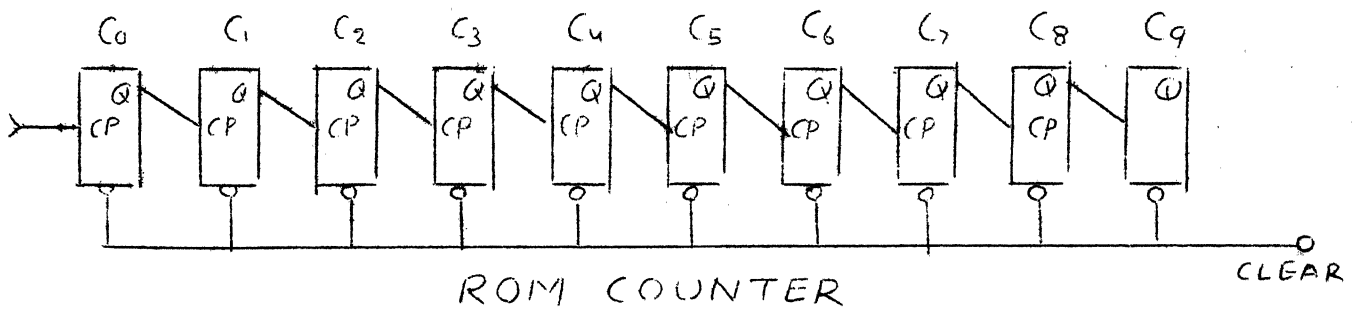 C0 C1 C2 C3 C4 C5 C6 C7 C8 C9
Q Q Q Q Q Q Q Q Q Q
CP CP CP CP CP CP CP CP CP
CLEAR
ROM COUNTER